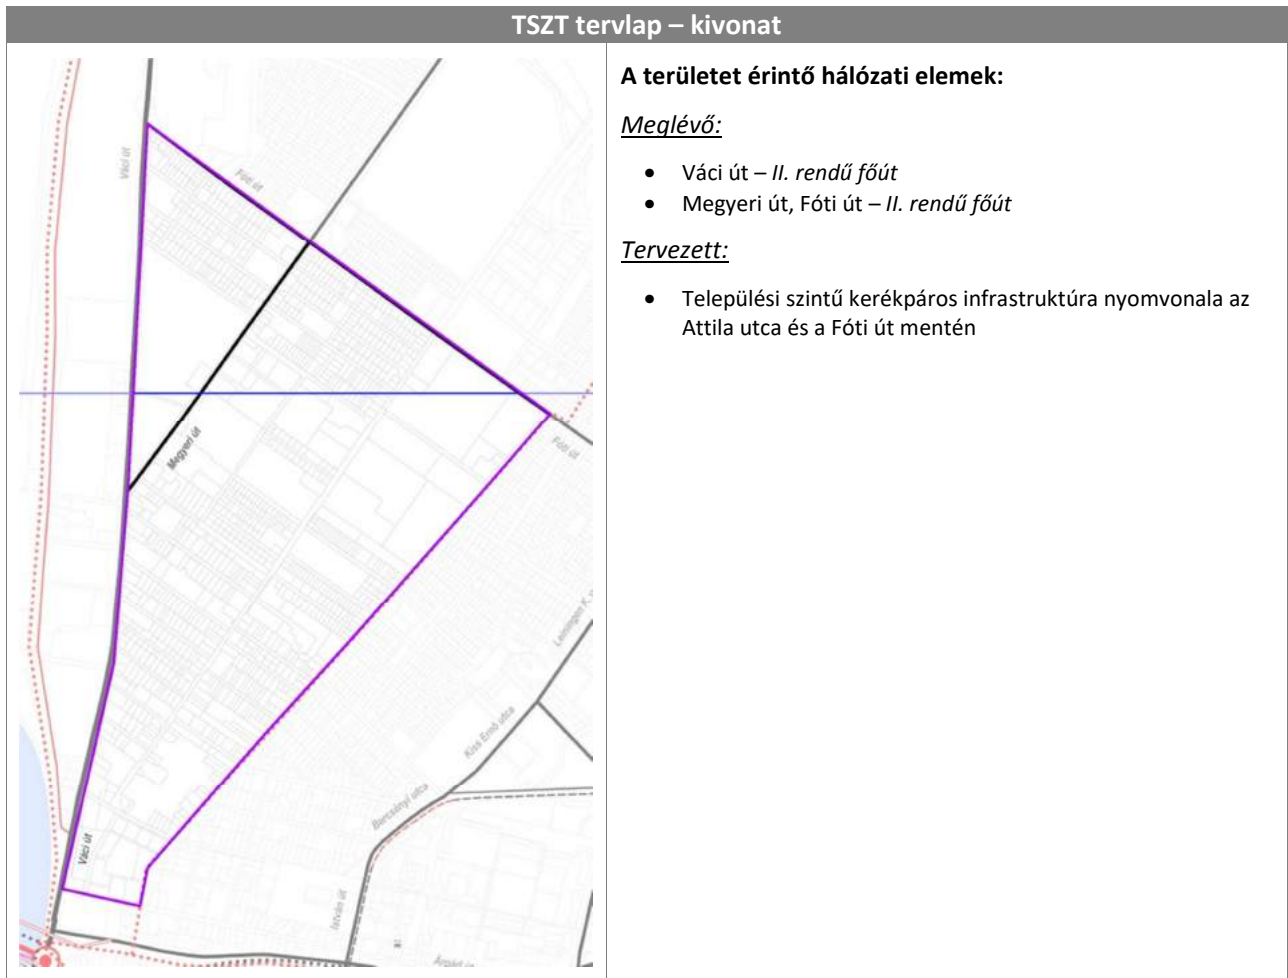 TSZT tervlap – kivonat
A területet érintő hálózati elemek:
Meglévő:
• Váci út – II. rendű főút
• Megyeri út, Fóti út – II. rendű főút
Tervezett:
• Települési szintű kerékpáros infrastruktúra nyomvonala az
Attila utca és a Fóti út mentén
Váci út
Fóti út
Megyeri út
Fóti út
Leiningen K. u
Kiss Ernő utca
Bercsényi utca
Váci út
István út
Árpád ú